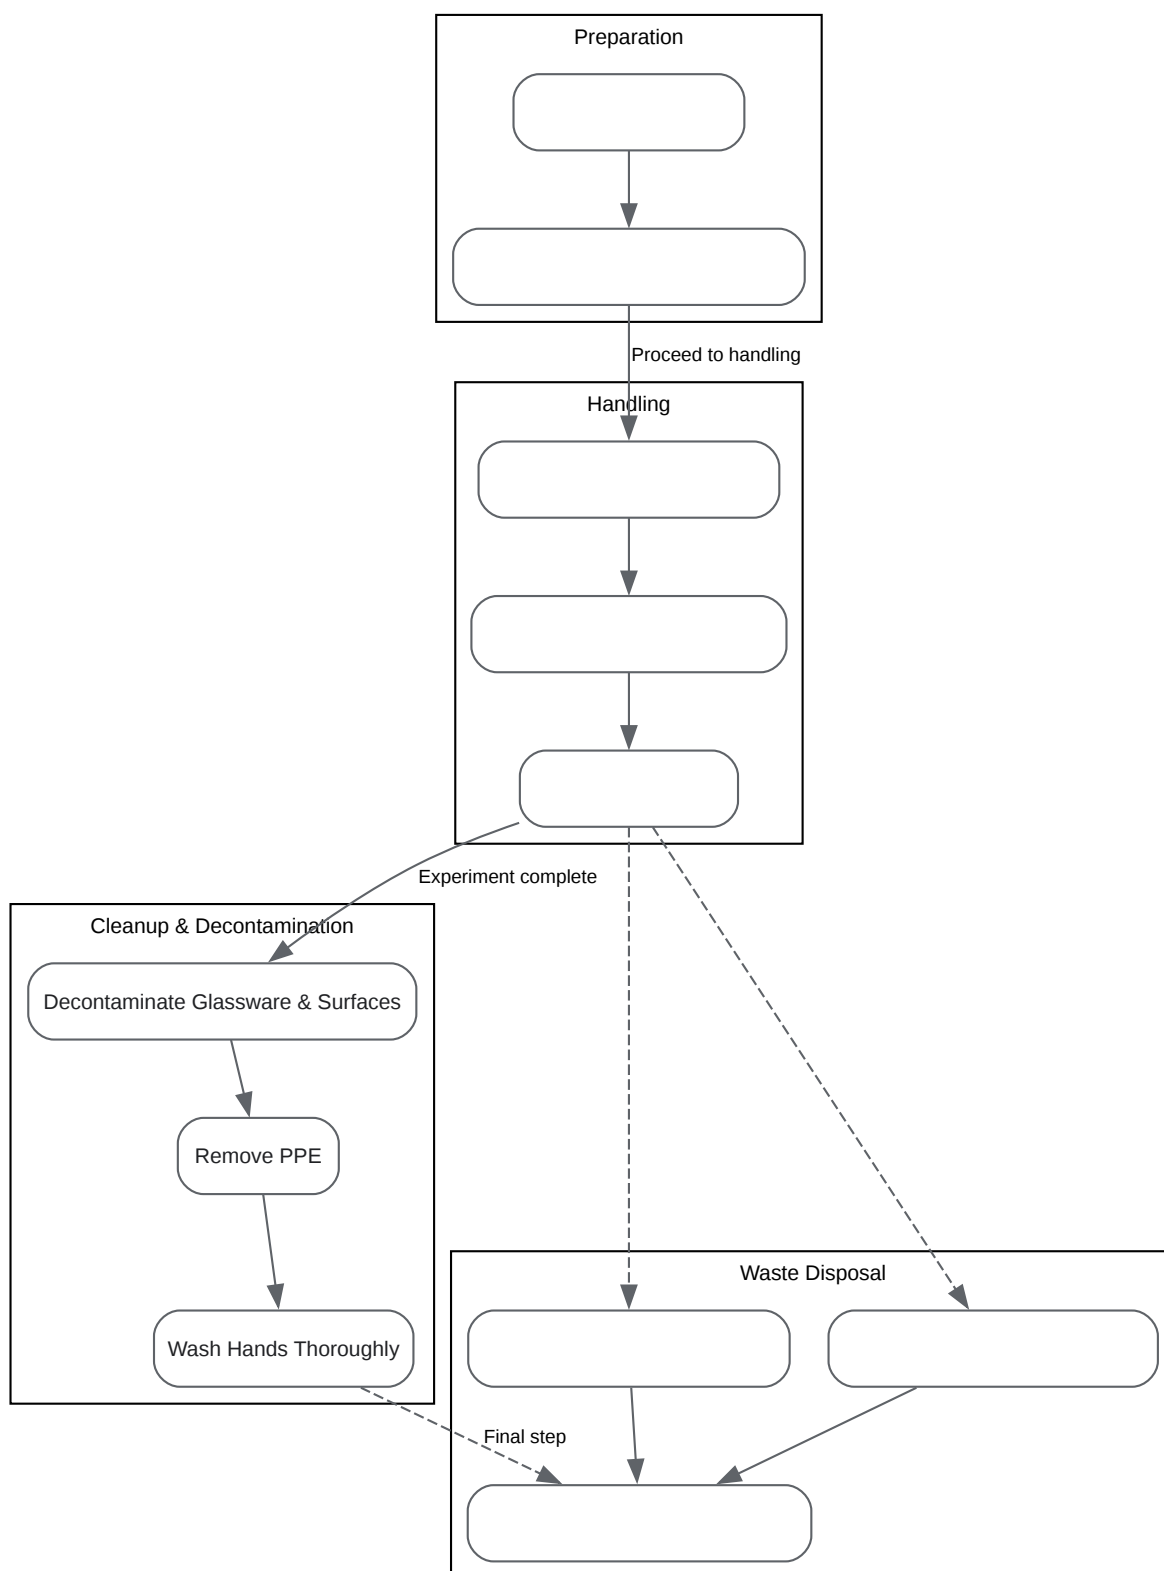 Preparation
Proceed to handling
Handling
Experiment complete
Cleanup & Decontamination
Decontaminate Glassware & Surfaces
Remove PPE
Waste Disposal
Wash Hands Thoroughly
Final step